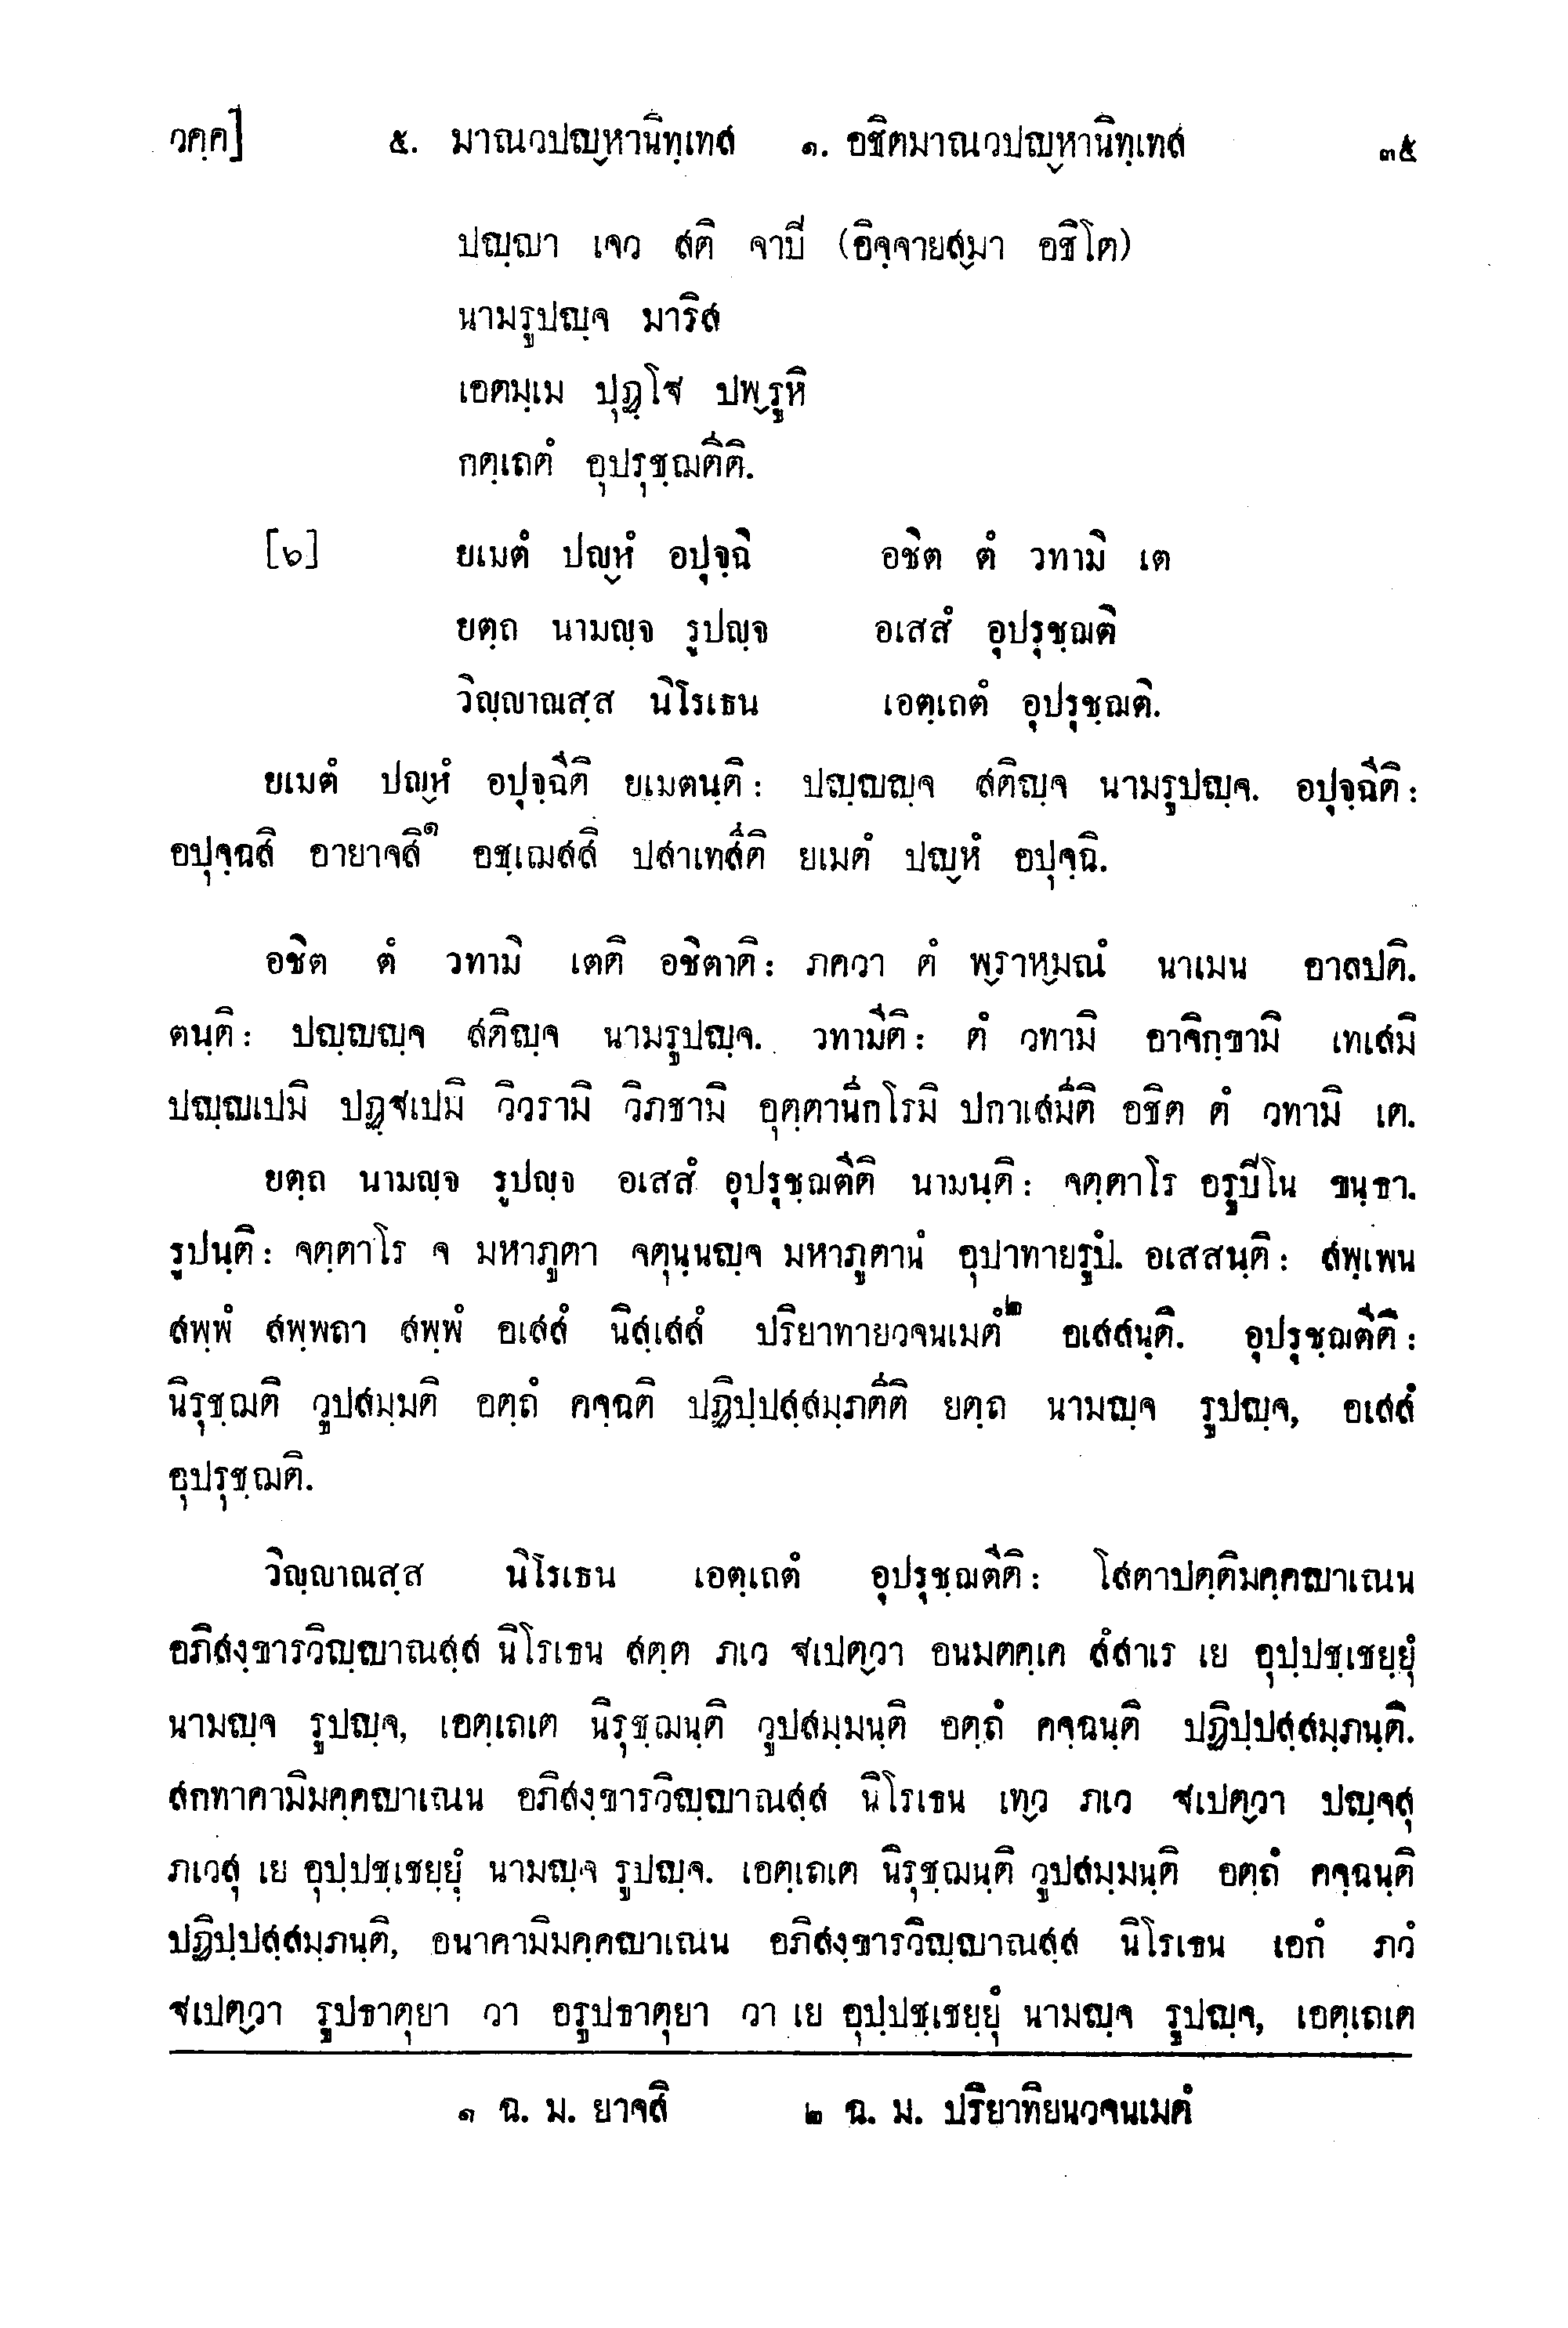 วคฺค] ๕. มาณวปญฺหานิทฺเทส ๑. อชิตมาณวปญฺหานิทฺเทส ๓๕
ปญฺญา เจว สติ จาปิ (อิจฺจายสฺมา อชิโต)
นามรูปญฺจ มาริส
เอตมฺเม ปุฏฺโฐ ปพฺรูหิ
กตฺเถตํ อุปรุชฺฌตีติ.
[๖] ยเมตํ ปญฺหํ อปุจฺฉิ อชิต ตํ วทามิ เต
ยตฺถ นามญฺจ รูปญฺจ อเสสํ อุปรุชฺฌติ
วิญฺญาณสฺส นิโรเธน เอตฺเถตํ อุปรุชฺฌติ.
ยเมตํ ปญฺหํ อปุจฺฉีติ ยเมตนฺติ: ปญฺญญฺจ สติญฺจ นามรูปญฺจ. อปุจฺฉีติ:
อปุจฺฉสิ อายาจสิ๑ อชฺเฌสสิ ปสาเทสีติ ยเมตํ ปญฺหํ อปุจฺฉิ.
อชิต ตํ วทามิ เตติ อชิตาติ: ภควา ตํ พฺราหฺมณํ นาเมน อาลปติ.
ตนฺติ: ปญฺญญฺจ สติญฺจ นามรูปญฺจ. วทามีติ: ตํ วทามิ อาจิกฺขามิ เทเสมิ
ปญฺญเปมิ ปฏฺฐเปมิ วิวรามิ วิภชามิ อุตฺตานีกโรมิ ปกาเสมีติ อชิต ตํ วทามิ เต.
ยตฺถ นามญฺจ รูปญฺจ อเสสํ อุปรุชฺฌตีติ นามนฺติ: จตฺตาโร อรูปิโน ขนฺธา.
รูปนฺติ: จตฺตาโร จ มหาภูตา จตุนฺนญฺจ มหาภูตานํ อุปาทายรูปํ. อเสสนฺติ: สพฺเพน
สพฺพํ สพฺพถา สพฺพํ อเสสํ นิสฺเสสํ ปริยาทายวจนเมตํ๒ อเสสนฺติ. อุปรุชฺฌตีติ:
นิรุชฺฌติ วูปสมฺมติ อตฺถํ คจฺฉติ ปฏิปฺปสฺสมฺภตีติ ยตฺถ นามญฺจ รูปญฺจ, อเสสํ
อุปรุชฺฌติ.
วิญฺญาณสฺส นิโรเธน เอตฺเถตํ อุปรุชฺฌตีติ: โสตาปตฺติมคฺคญาเณน
อภิสงฺขารวิญฺญาณสฺส นิโรเธน สตฺต ภเว ฐเปตฺวา อนมตคฺเค สํสาเร เย อุปฺปชฺเชยฺยุํ
นามญฺจ รูปญฺจ, เอตฺเถเต นิรุชฺฌนฺติ วูปสมฺมนฺติ อตฺถํ คจฺฉนฺติ ปฏิปฺปสฺสมฺภนฺติ.
สกทาคามิมคฺคญาเณน อภิสงฺขารวิญฺญาณสฺส นิโรเธน เทฺว ภเว ฐเปตฺวา ปญฺจสุ
ภเวสุ เย อุปฺปชฺเชยฺยุํ นามญฺจ รูปญฺจ. เอตฺเถเต นิรุชฺฌนฺติ วูปสมฺมนฺติ อตฺถํ คจฺฉนฺติ
ปฏิปฺปสฺสมฺภนฺติ, อนาคามิมคฺคญาเณน อภิสงฺขารวิญฺญาณสฺส นิโรเธน เอกํ ภวํ
ฐเปตฺวา รูปธาตุยา วา อรูปธาตุยา วา เย อุปฺปชฺเชยฺยุํ นามญฺจ รูปญฺจ, เอตฺเถเต
๑ ฉ. ม. ยาจสิ ๒ ฉ. ม. ปริยาทิยนวจนเมตํ